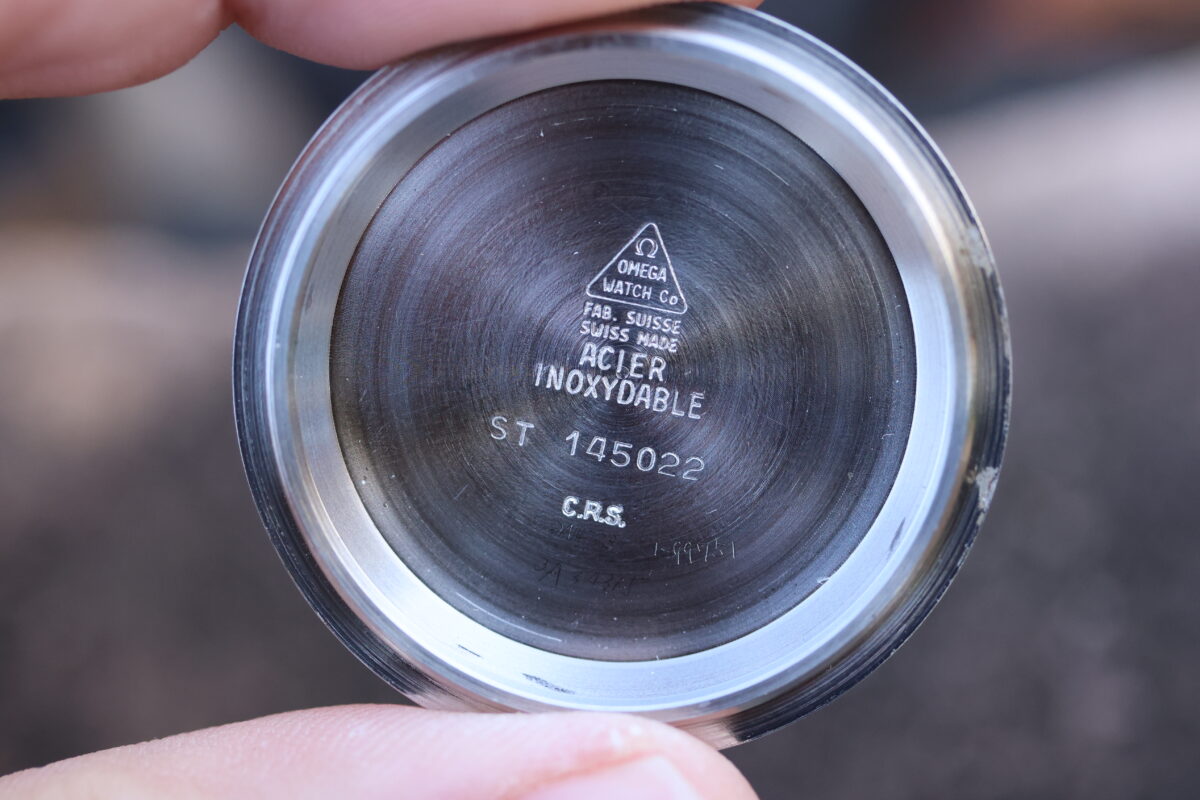 Ω
OMEGA
WATCH Co
FAB. SUISSE
SWISS MADE
ACIER
INOXYDABLE
ST 145022
C.R.S.